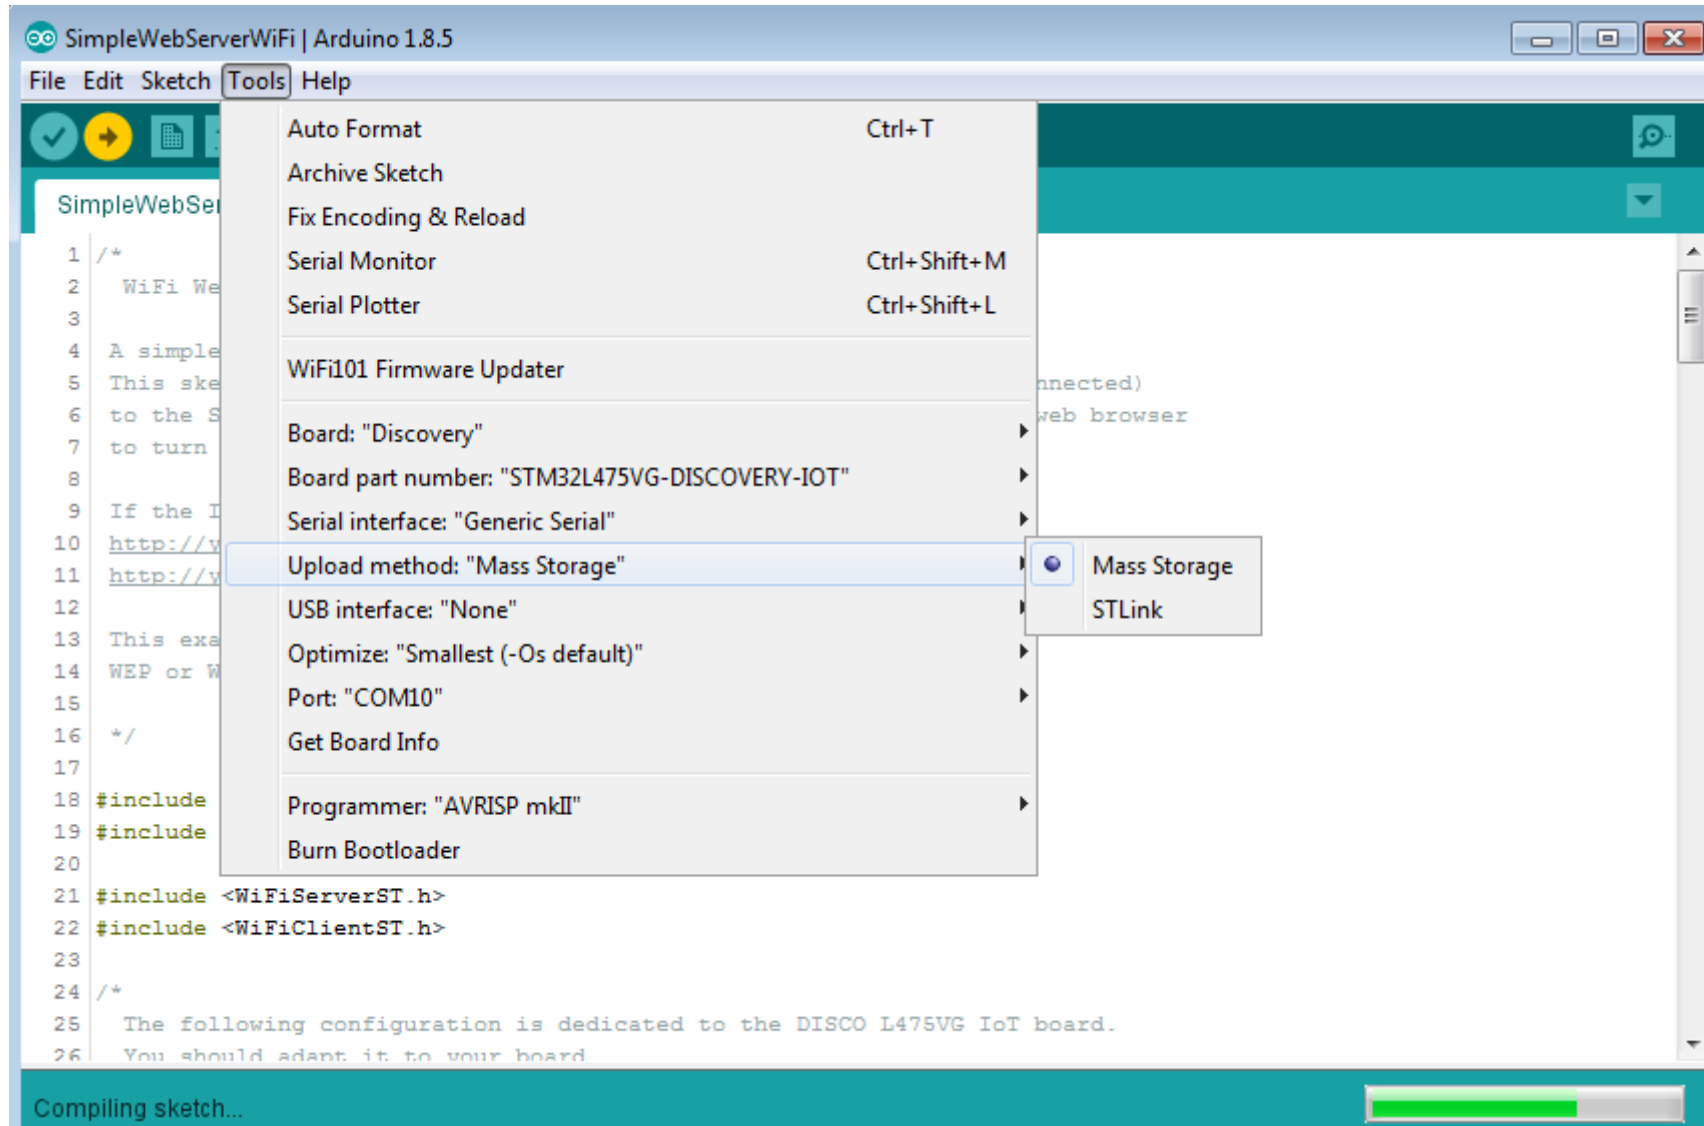 SimpleWebServerWiFi | Arduino 1.8.5
File Edit Sketch Tools Help
Auto Format Ctrl+T
Archive Sketch
Fix Encoding & Reload
Serial Monitor Ctrl+Shift+M
Serial Plotter Ctrl+Shift+L
WiFi101 Firmware Updater
Board: "Discovery"
Board part number: "STM32L475VG-DISCOVERY-IOT"
Serial interface: "Generic Serial"
Upload method: "Mass Storage"
USB interface: "None"
Optimize: "Smallest (-Os default)"
Port: "COM10"
Get Board Info
Programmer: "AVRISP mkII"
Burn Bootloader
Mass Storage
STLink
SimpleWebSer
1 /*
2 WiFi We
3
4 A simple
5 This ske nnected)
6 to the S web browser
7 to turn
8
9 If the I
10 http://y
11 http://y
12
13 This exa
14 WEP or W
15
16 */
17
18 #include
19 #include
20
21 #include <WiFiServerST.h>
22 #include <WiFiClientST.h>
23
24 /*
25 The following configuration is dedicated to the DISCO L475VG IoT board.
26 You should adapt it to your board
Compiling sketch...